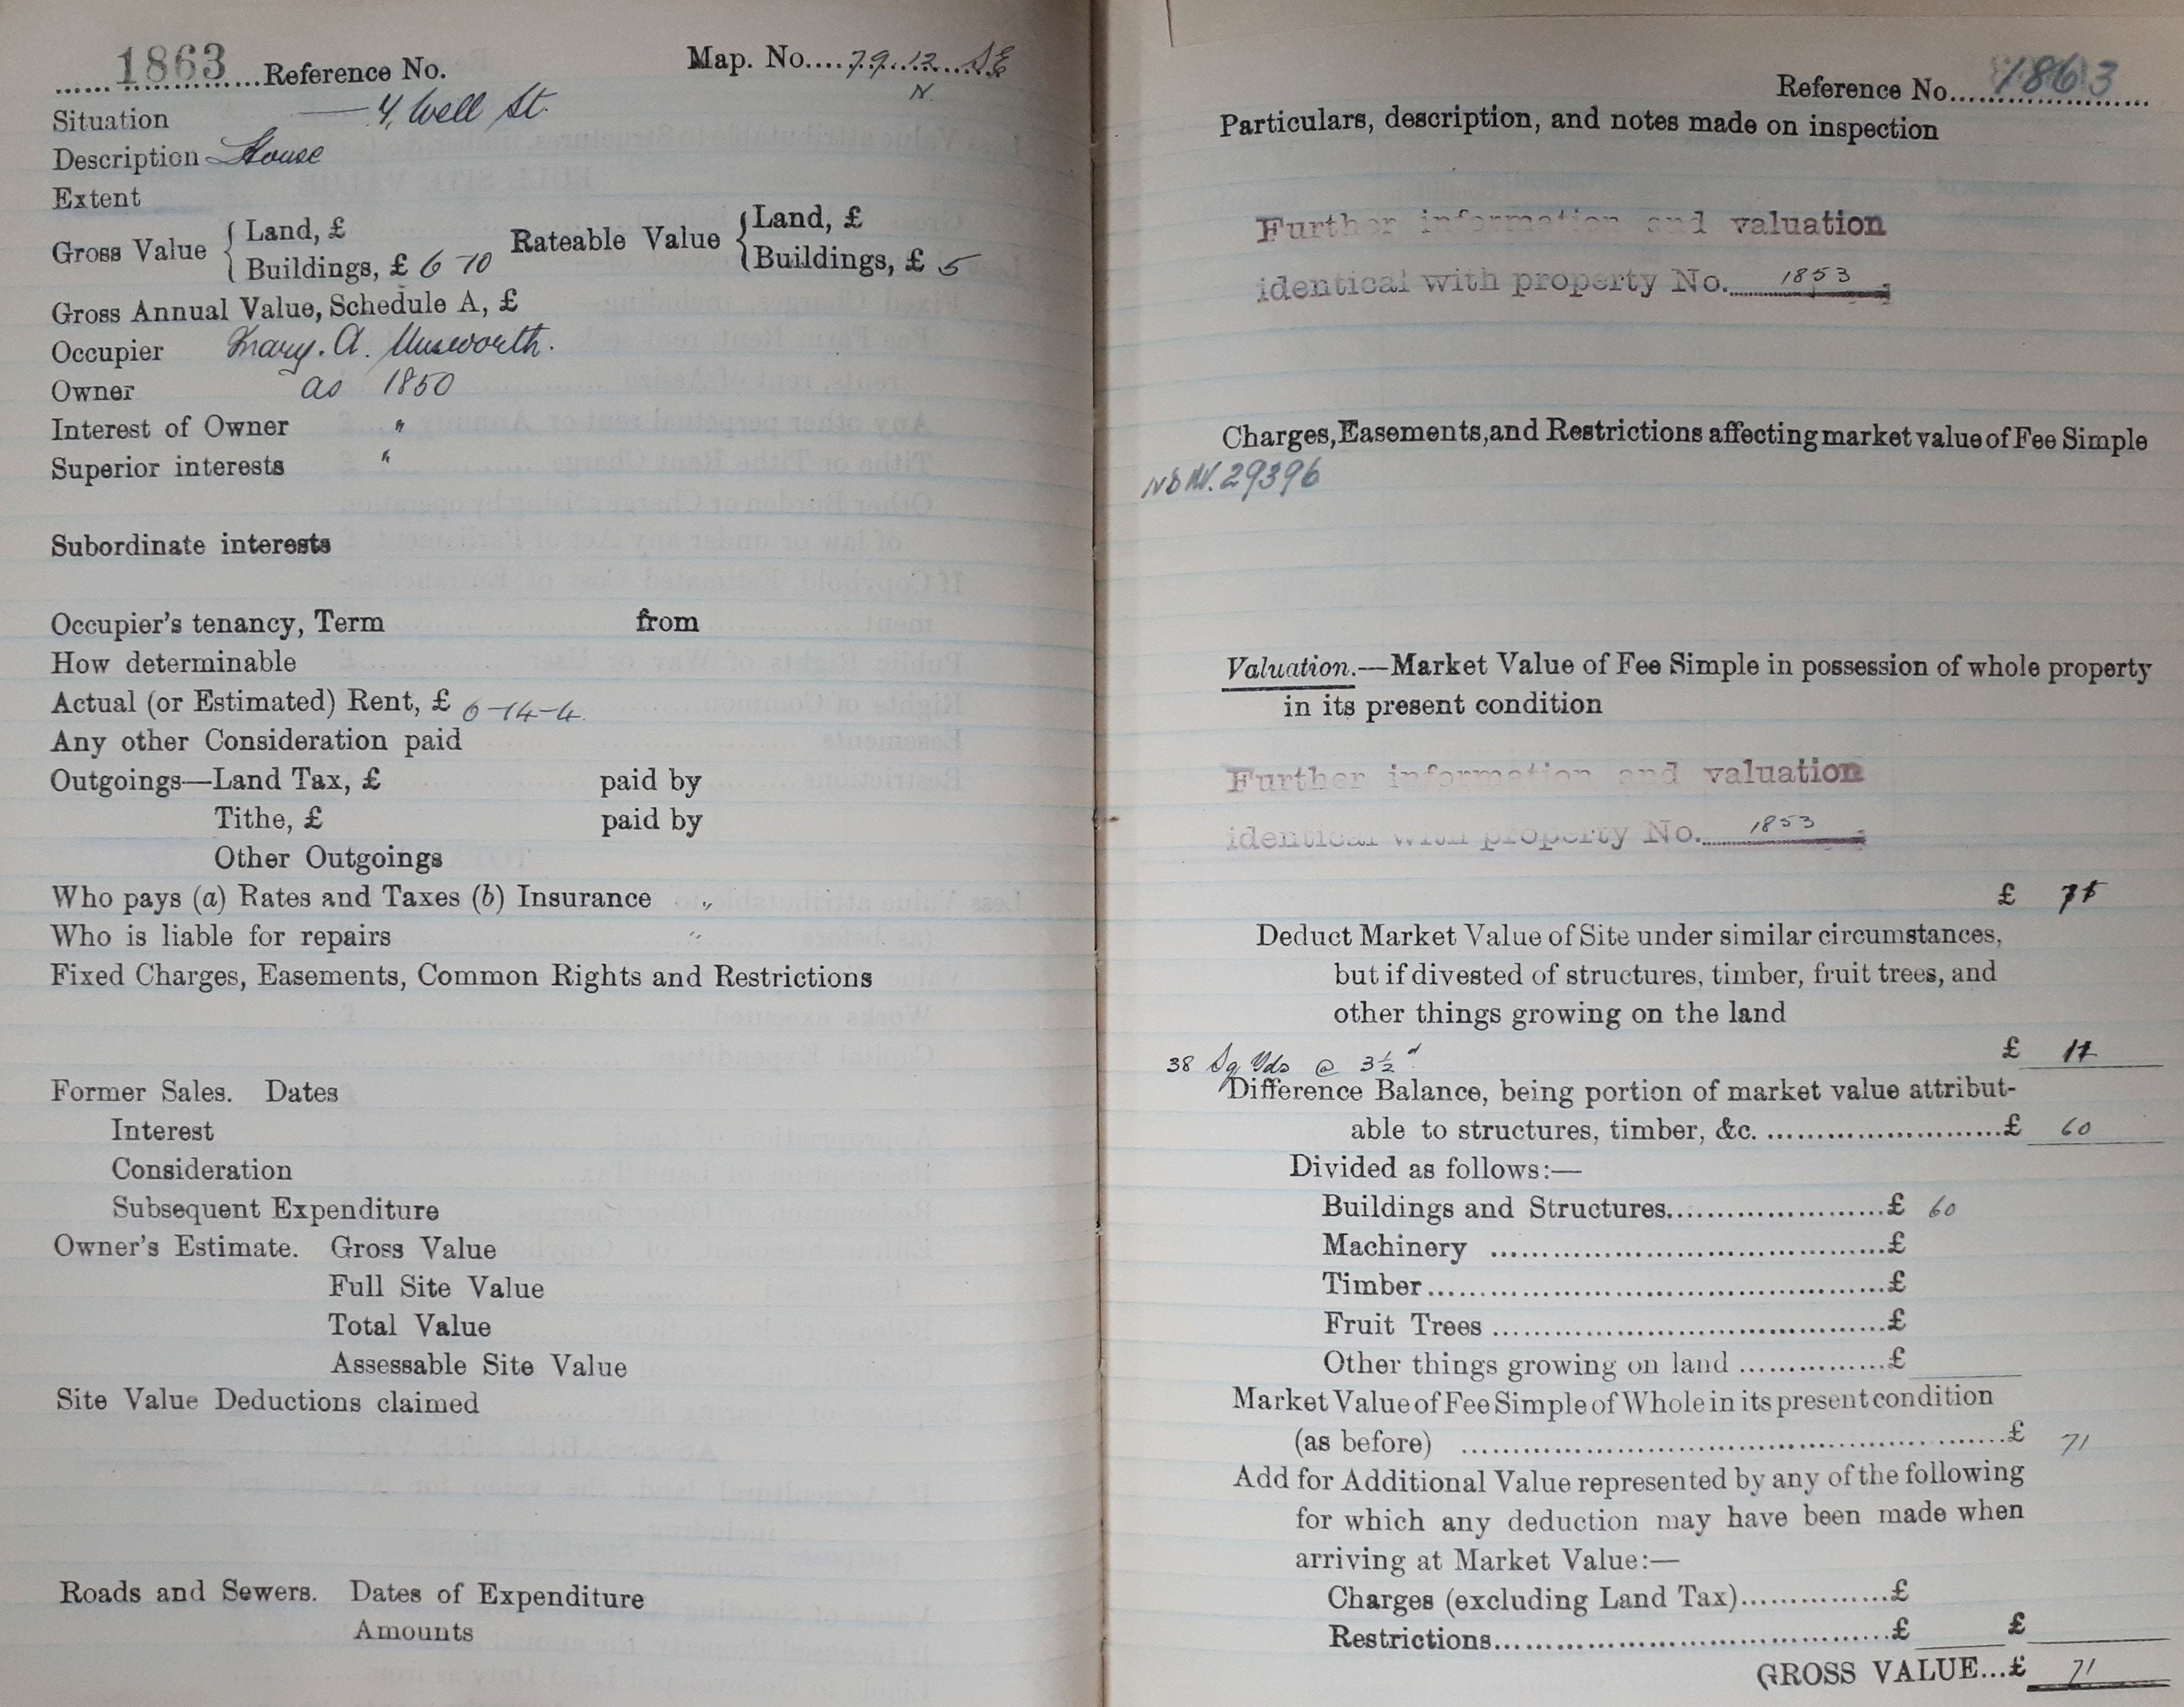 1863 Reference No. Map. No. 79.12 SE
N.
Situation — 4, Well St.
Description House
Extent
Gross Value { Land, £ Rateable Value { Land, £
Buildings, £ 6 10 Buildings, £ 5
Gross Annual Value, Schedule A, £
Occupier Mary. A. Unsworth.
Owner as 1850
Interest of Owner "
Superior interests "
Subordinate interests
Occupier's tenancy, Term from
How determinable
Actual (or Estimated) Rent, £ 6-14-4
Any other Consideration paid
Outgoings—Land Tax, £ paid by
Tithe, £ paid by
Other Outgoings
Who pays (a) Rates and Taxes (b) Insurance "
Who is liable for repairs "
Fixed Charges, Easements, Common Rights and Restrictions
Former Sales. Dates
Interest
Consideration
Subsequent Expenditure
Owner's Estimate. Gross Value
Full Site Value
Total Value
Assessable Site Value
Site Value Deductions claimed
Roads and Sewers. Dates of Expenditure
Amounts
Reference No. 1863
Particulars, description, and notes made on inspection
Further information and valuation
identical with property No. 1853
Charges, Easements, and Restrictions affecting market value of Fee Simple
29396
Valuation.—Market Value of Fee Simple in possession of whole property
in its present condition
Further information and valuation
identical with property No. 1853
£ 71
Deduct Market Value of Site under similar circumstances,
but if divested of structures, timber, fruit trees, and
other things growing on the land
£ 11
38 Sq Yds @ 3½d
Difference Balance, being portion of market value attribut-
able to structures, timber, &c. £ 60
Divided as follows:—
Buildings and Structures £ 60
Machinery £
Timber £
Fruit Trees £
Other things growing on land £
Market Value of Fee Simple of Whole in its present condition
(as before) £ 71
Add for Additional Value represented by any of the following
for which any deduction may have been made when
arriving at Market Value:—
Charges (excluding Land Tax) £
Restrictions £ £
GROSS VALUE...£ 71